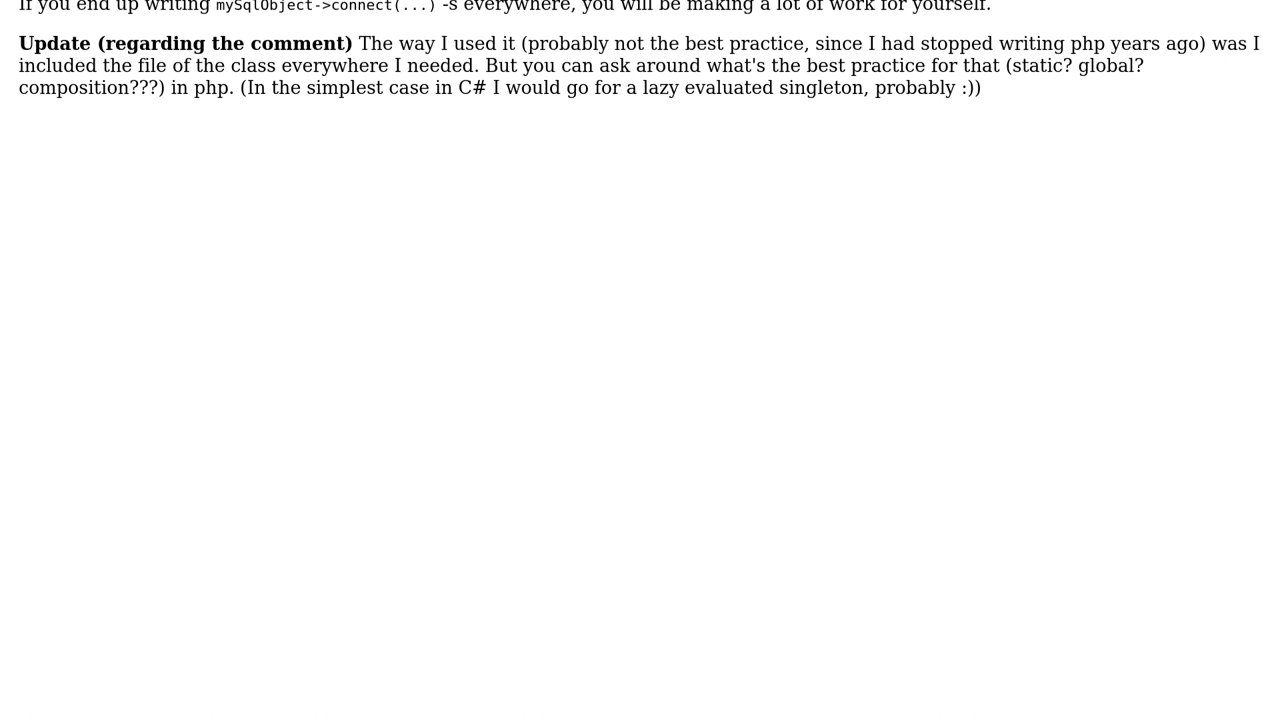 If you end up writing mySqlObject->connect(...) -s everywhere, you will be making a lot of work for yourself.
Update (regarding the comment) The way I used it (probably not the best practice, since I had stopped writing php years ago) was I
included the file of the class everywhere I needed. But you can ask around what's the best practice for that (static? global?
composition???) in php. (In the simplest case in C# I would go for a lazy evaluated singleton, probably :))